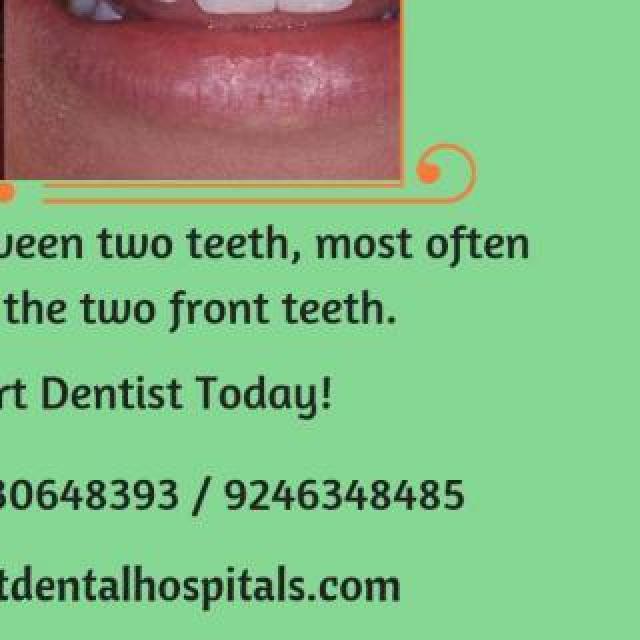 ween two teeth, most often
the two front teeth.
rt Dentist Today!
30648393 / 9246348485
tdentalhospitals.com